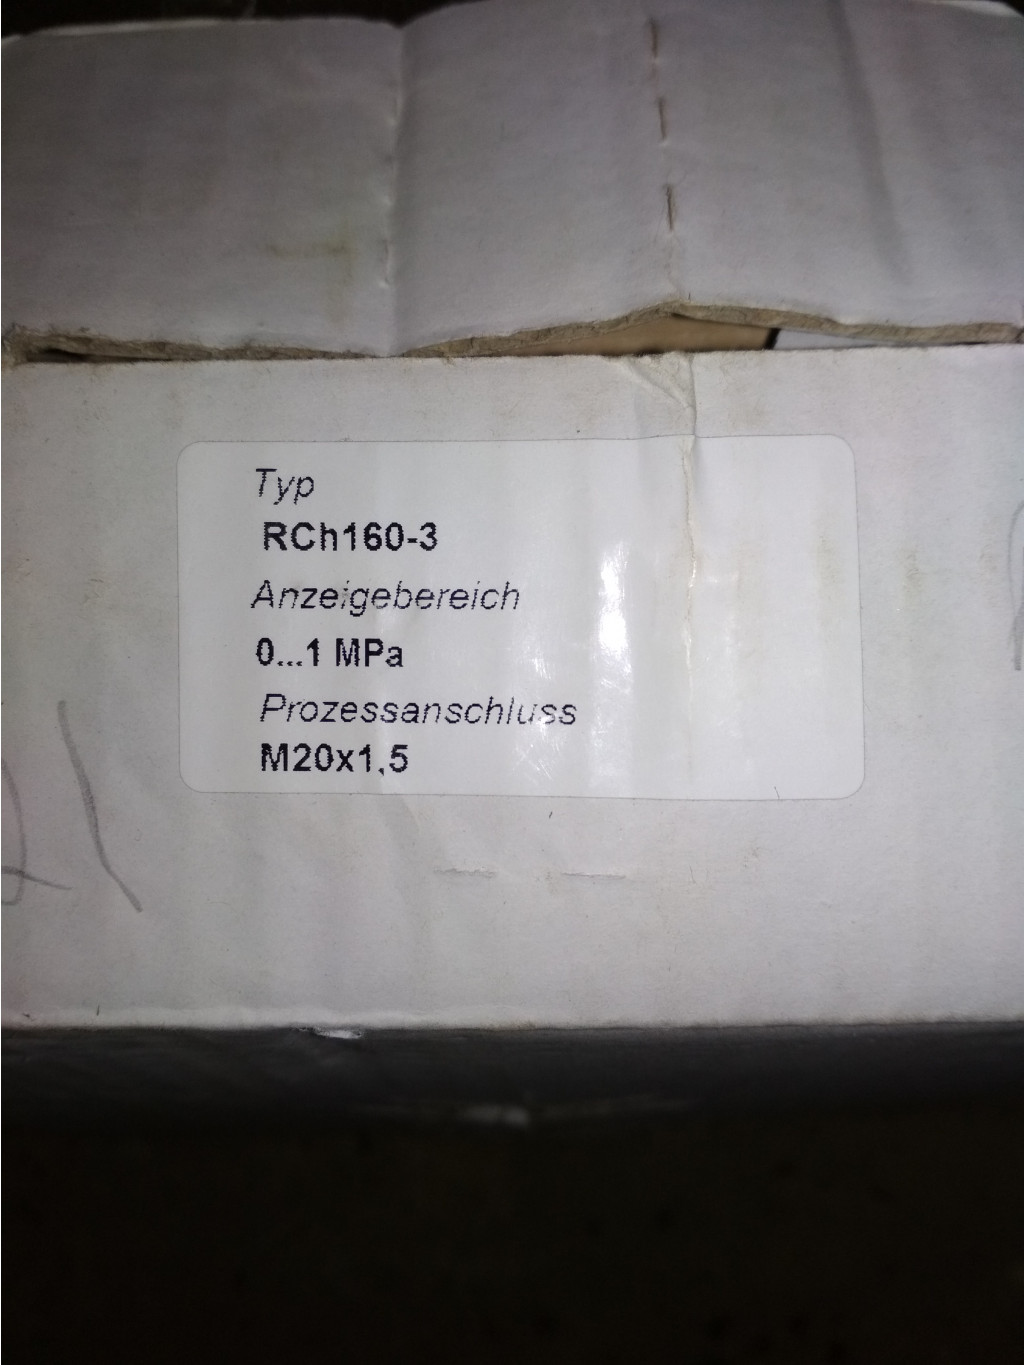 Typ
RCh160-3
Anzeigebereich
0...1 MPa
Prozessanschluss
M20x1,5